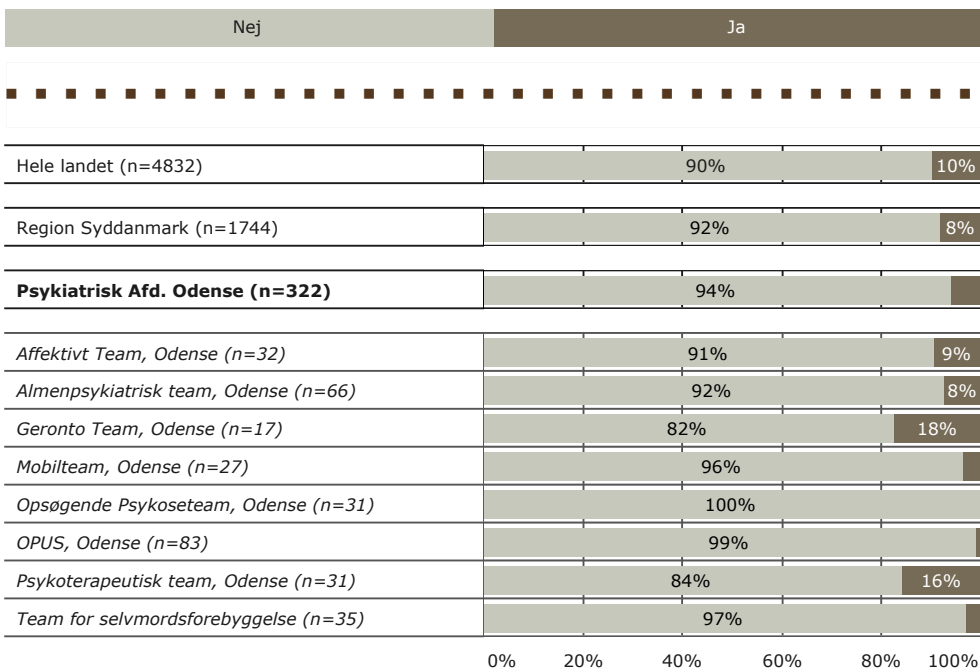 Nej Ja
Hele landet (n=4832) 90% 10%
Region Syddanmark (n=1744) 92% 8%
Psykiatrisk Afd. Odense (n=322) 94%
Affektivt Team, Odense (n=32) 91% 9%
Almenpsykiatrisk team, Odense (n=66) 92% 8%
Geronto Team, Odense (n=17) 82% 18%
Mobilteam, Odense (n=27) 96%
Opsøgende Psykoseteam, Odense (n=31) 100%
OPUS, Odense (n=83) 99%
Psykoterapeutisk team, Odense (n=31) 84% 16%
Team for selvmordsforebyggelse (n=35) 97%
0% 20% 40% 60% 80% 100%